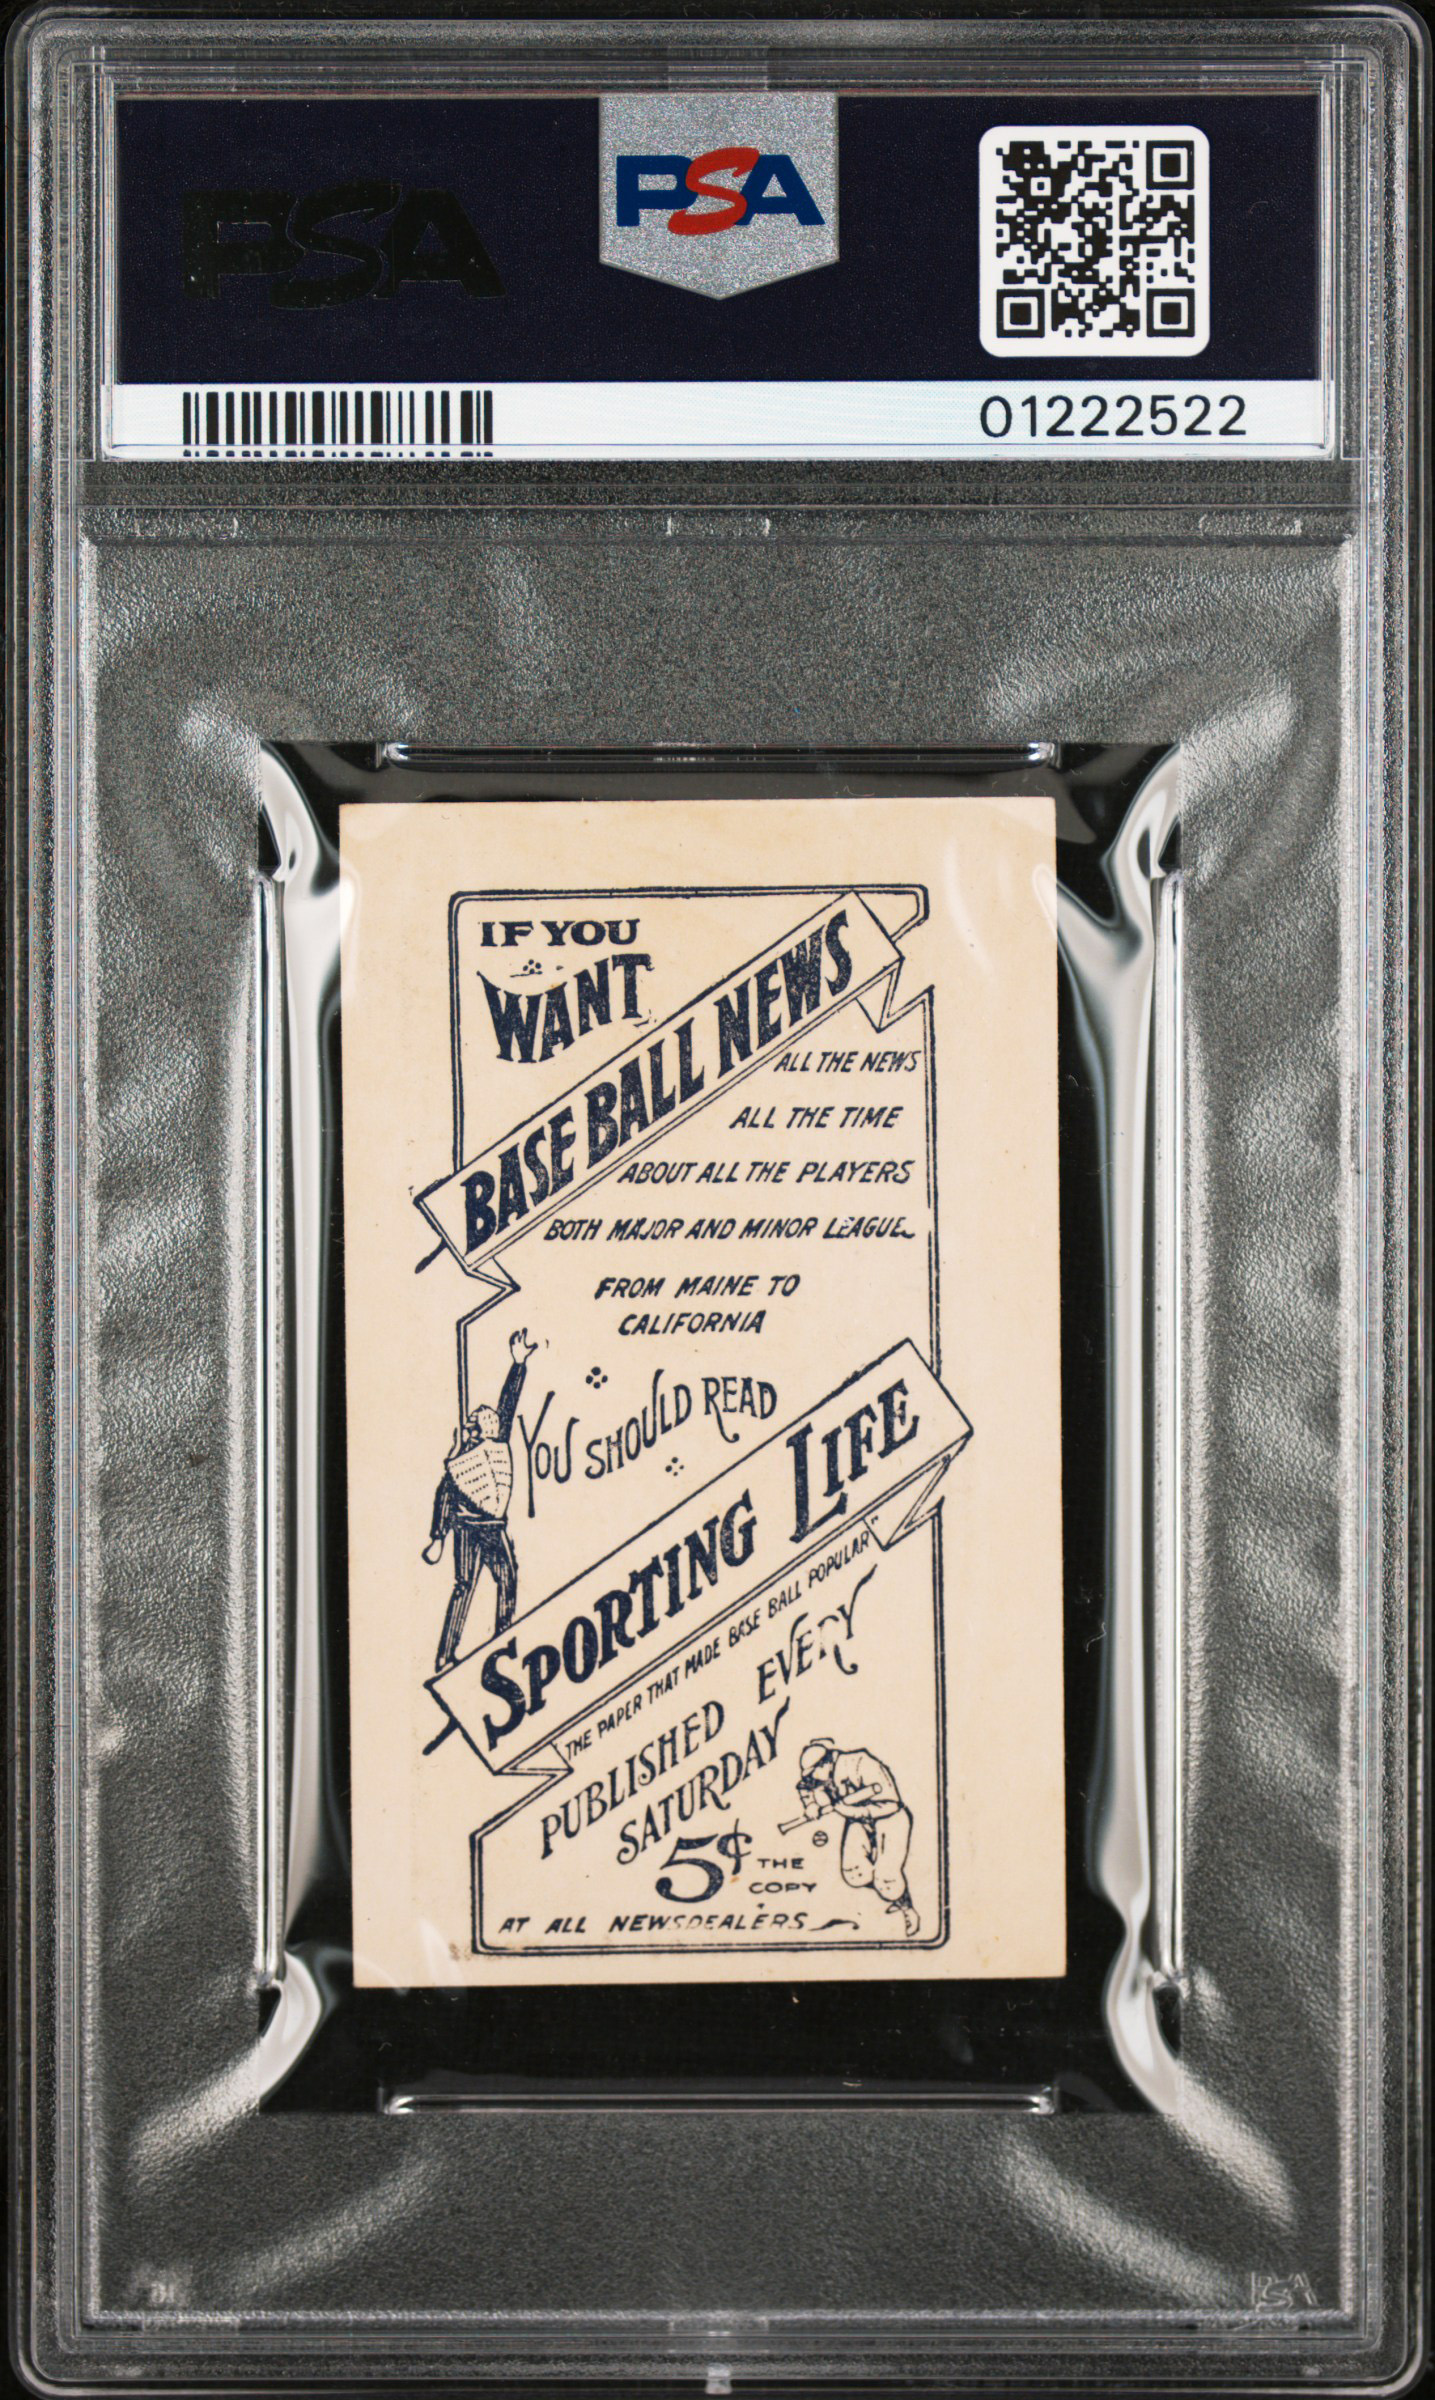 PSA
PSA
01222522
IF YOU
WANT
BASE BALL NEWS
ALL THE NEWS
ALL THE TIME
ABOUT ALL THE PLAYERS
BOTH MAJOR AND MINOR LEAGUE
FROM MAINE TO
CALIFORNIA
YOU SHOULD READ
SPORTING LIFE
"THE PAPER THAT MADE BASE BALL POPULAR"
PUBLISHED EVERY
SATURDAY
5¢ THE
COPY
AT ALL NEWSDEALERS
PSA